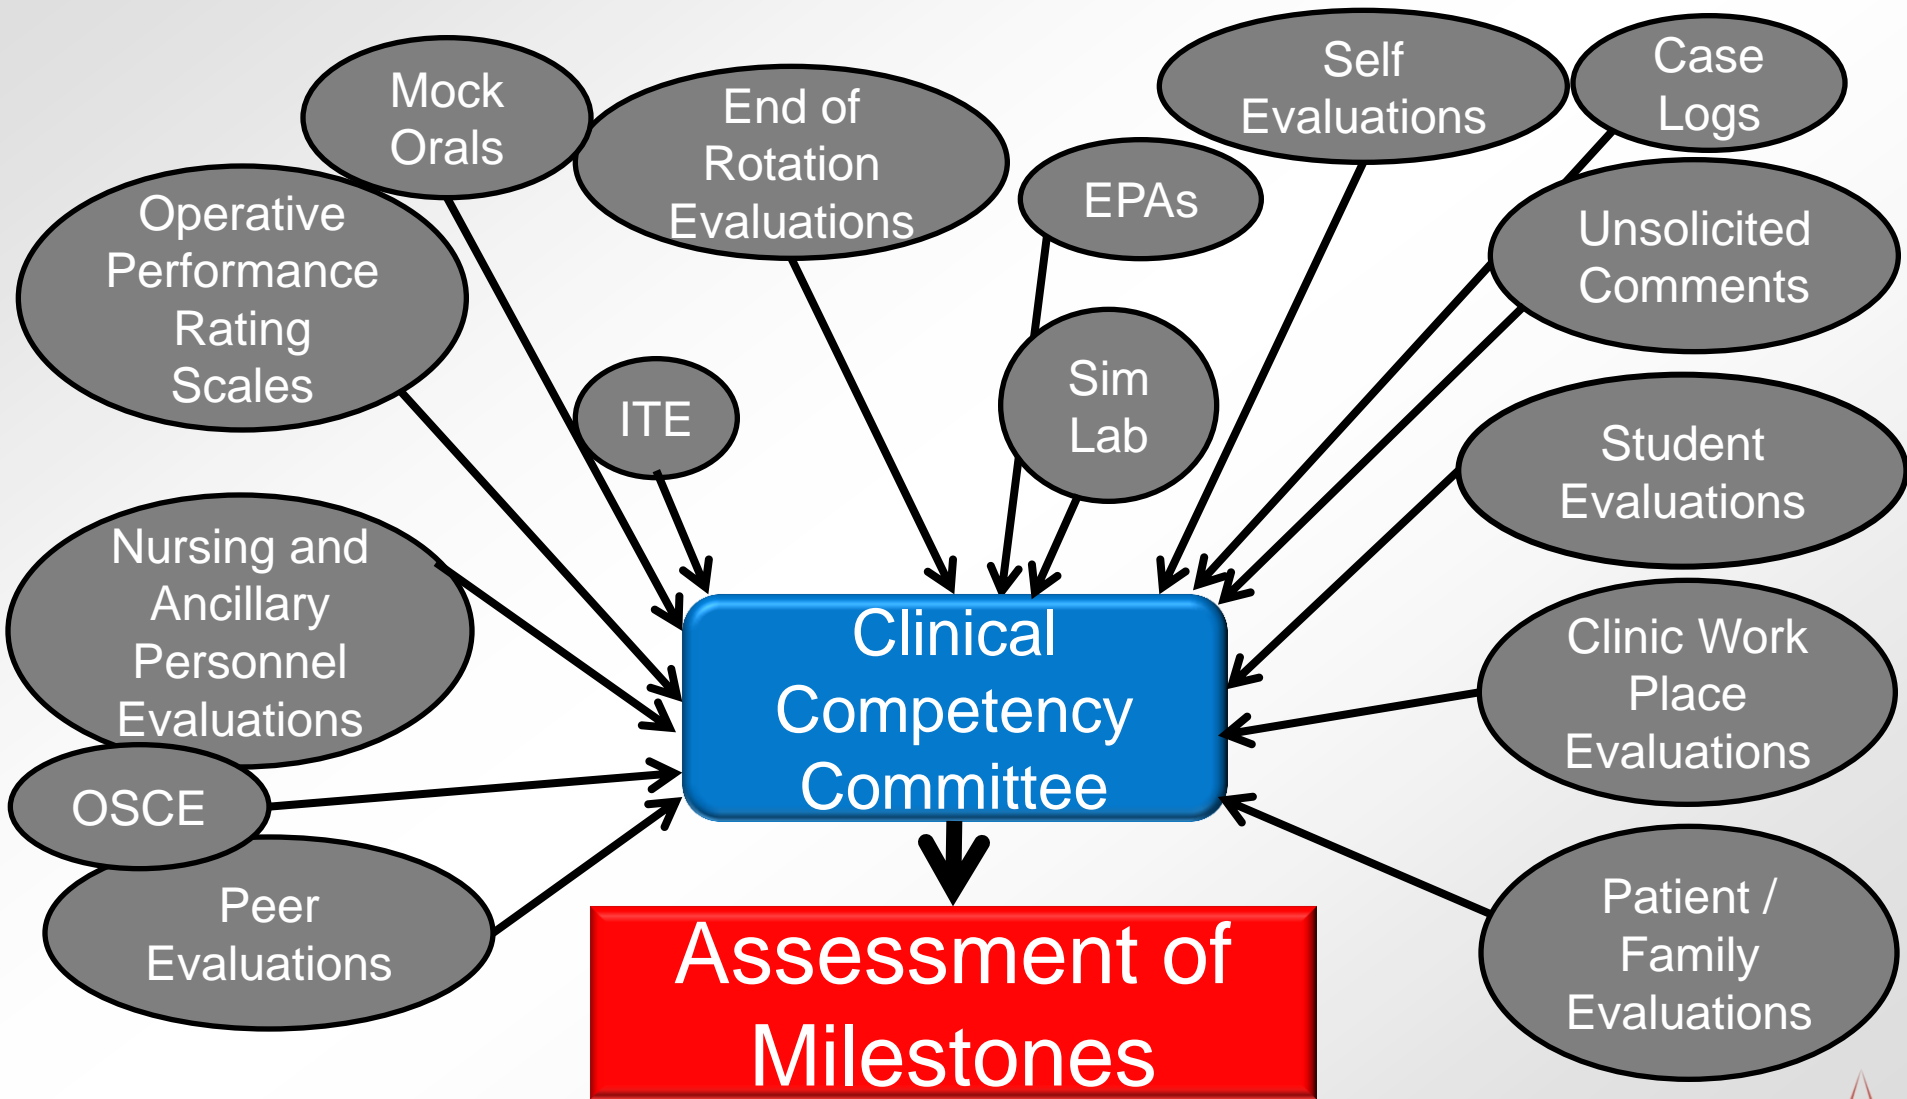 Mock
Orals
End of
Rotation
Evaluations
EPAs
Self
Evaluations
Case
Logs
Operative
Performance
Rating
Scales
Unsolicited
Comments
ITE
Sim
Lab
Student
Evaluations
Nursing and
Ancillary
Personnel
Evaluations
Clinical
Competency
Committee
Clinic Work
Place
Evaluations
OSCE
Peer
Evaluations
Patient /
Family
Evaluations
Assessment of
Milestones